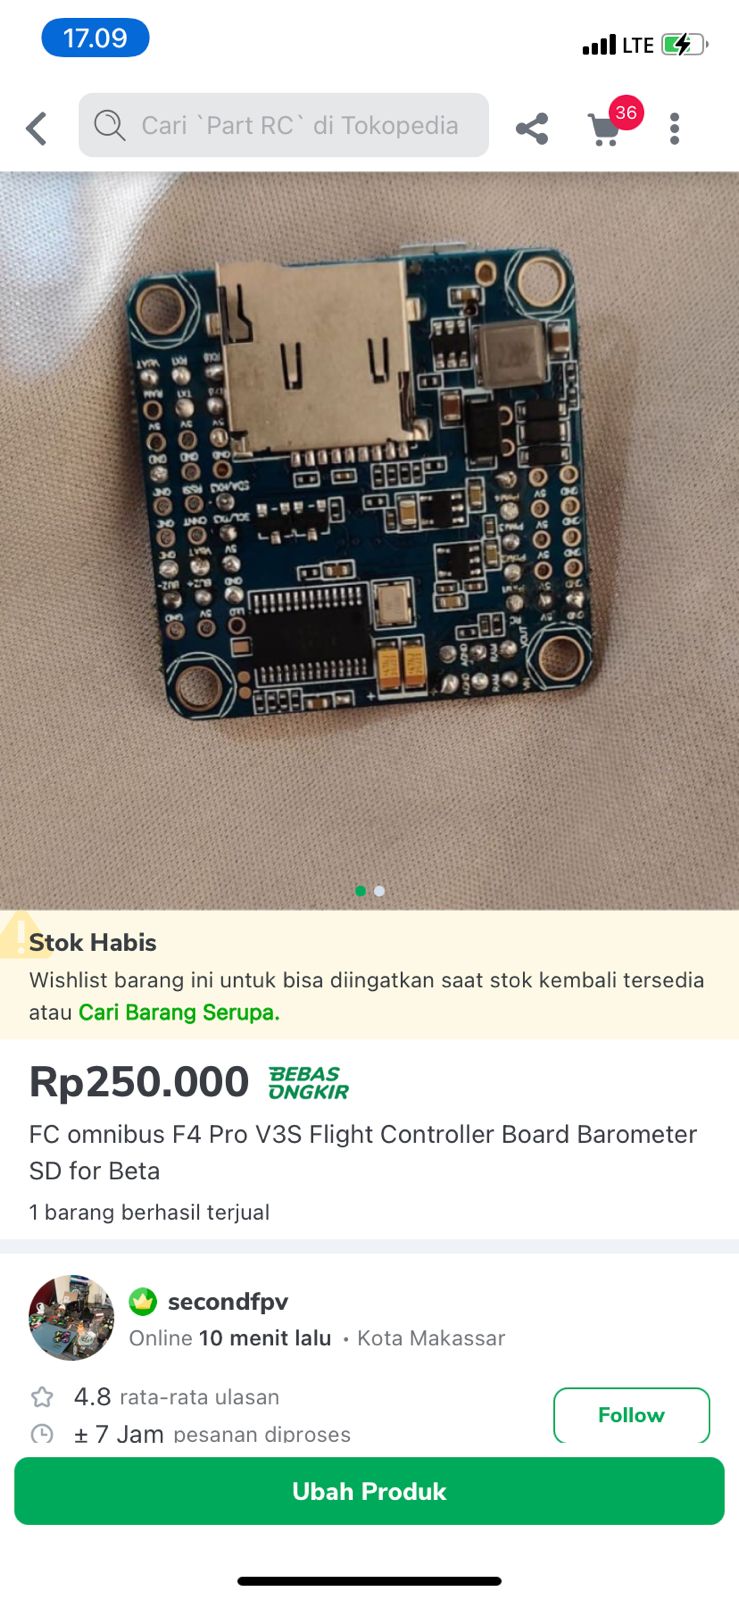 17.09
LTE
Cari `Part RC` di Tokopedia
36
Stok Habis
Wishlist barang ini untuk bisa diingatkan saat stok kembali tersedia
atau Cari Barang Serupa.
Rp250.000 BEBAS ONGKIR
FC omnibus F4 Pro V3S Flight Controller Board Barometer
SD for Beta
1 barang berhasil terjual
secondfpv
Online 10 menit lalu • Kota Makassar
4.8 rata-rata ulasan
± 7 Jam pesanan diproses
Follow
Ubah Produk